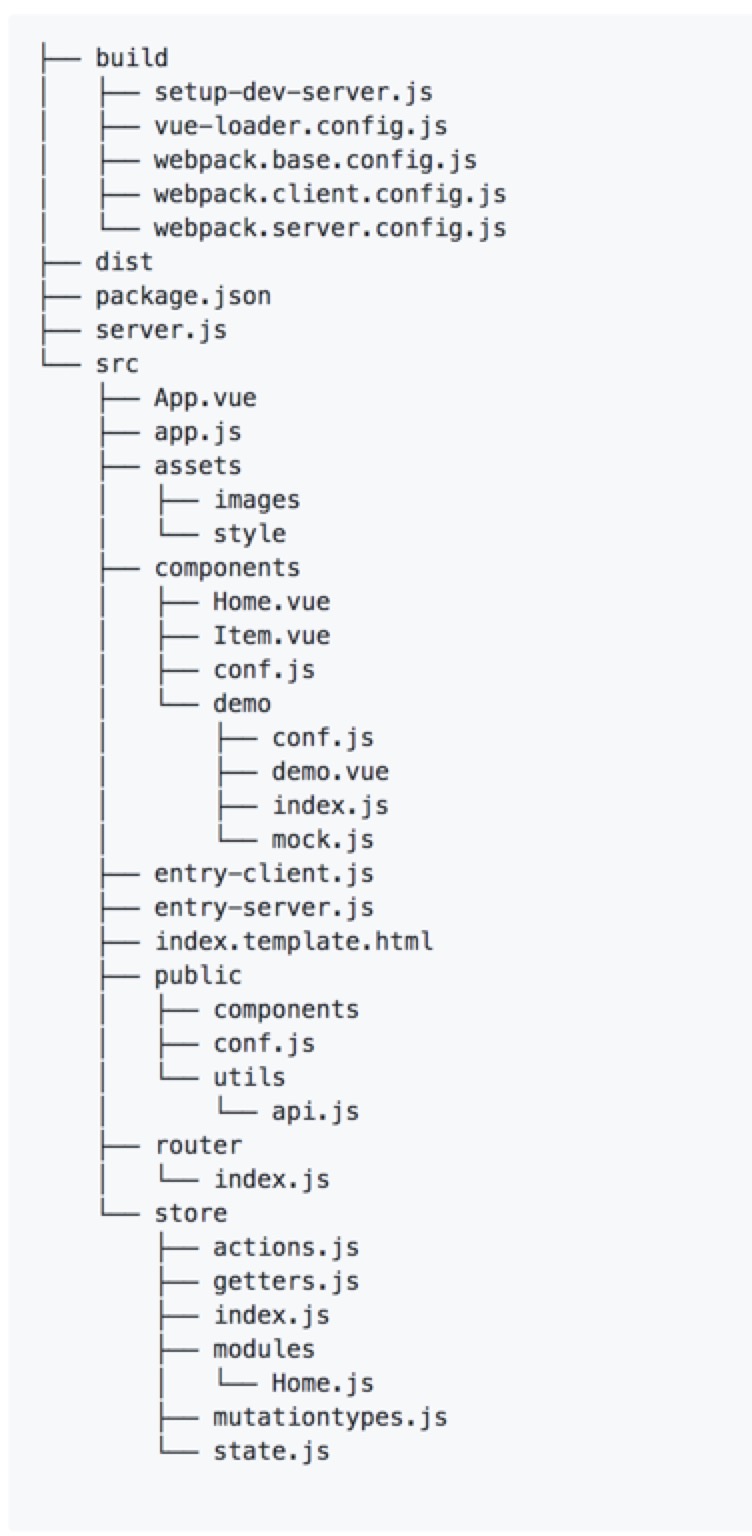 ├── build
│   ├── setup-dev-server.js
│   ├── vue-loader.config.js
│   ├── webpack.base.config.js
│   ├── webpack.client.config.js
│   └── webpack.server.config.js
├── dist
├── package.json
├── server.js
└── src
    ├── App.vue
    ├── app.js
    ├── assets
    │   ├── images
    │   └── style
    ├── components
    │   ├── Home.vue
    │   ├── Item.vue
    │   ├── conf.js
    │   └── demo
    │       ├── conf.js
    │       ├── demo.vue
    │       ├── index.js
    │       └── mock.js
    ├── entry-client.js
    ├── entry-server.js
    ├── index.template.html
    ├── public
    │   ├── components
    │   ├── conf.js
    │   └── utils
    │       └── api.js
    ├── router
    │   └── index.js
    └── store
        ├── actions.js
        ├── getters.js
        ├── index.js
        ├── modules
        │   └── Home.js
        ├── mutationtypes.js
        └── state.js